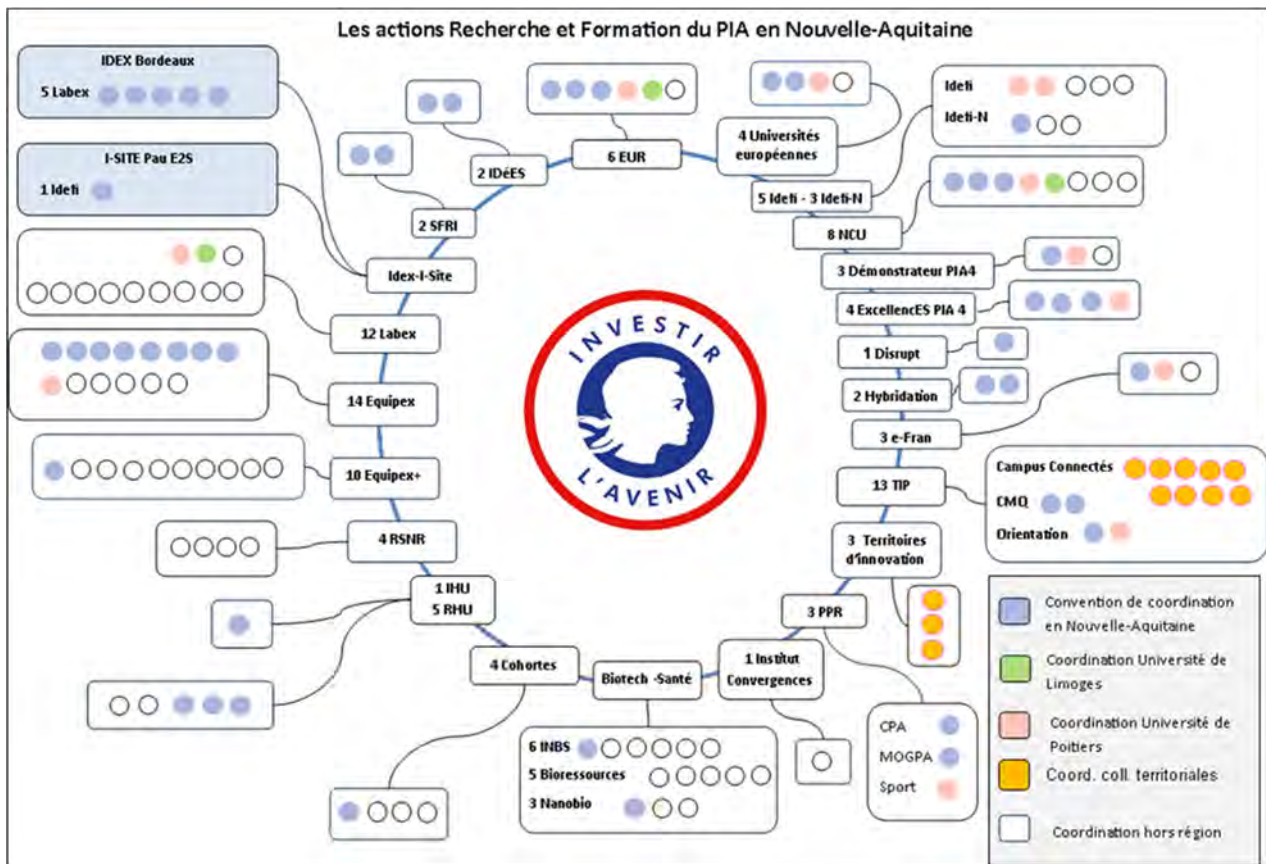 Les actions Recherche et Formation du PIA en Nouvelle-Aquitaine
IDEX Bordeaux
5 Labex
I-SITE Pau E2S
1 Idefi
2 IDéES
2 SFRI
Idex-I-Site
12 Labex
14 Equipex
10 Equipex+
4 RSNR
1 IHU
5 RHU
4 Cohortes
Biotech -Santé
6 INBS
5 Bioressources
3 Nanobio
1 Institut
Convergences
3 PPR
CPA
MOGPA
Sport
3 Territoires
d'innovation
13 TIP
Campus Connectés
CMQ
Orientation
3 e-Fran
2 Hybridation
1 Disrupt
4 ExcellencES PIA 4
3 Démonstrateur PIA4
8 NCU
5 Idefi - 3 Idefi-N
Idefi
Idefi-N
4 Universités
européennes
6 EUR
INVESTIR
L'AVENIR
Convention de coordination
en Nouvelle-Aquitaine
Coordination Université de
Limoges
Coordination Université de
Poitiers
Coord. coll. territoriales
Coordination hors région